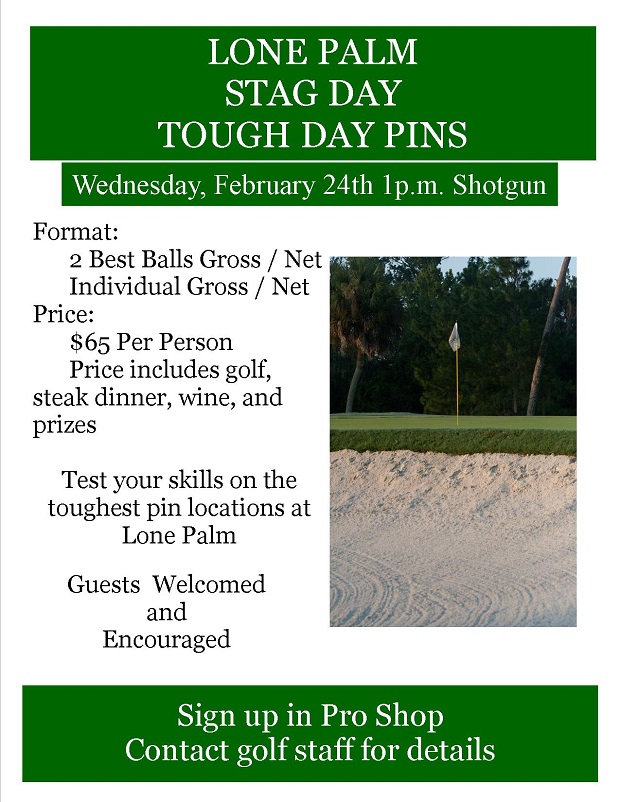 LONE PALM
STAG DAY
TOUGH DAY PINS
Wednesday, February 24th 1p.m. Shotgun
Format:
2 Best Balls Gross / Net
Individual Gross / Net
Price:
$65 Per Person
Price includes golf,
steak dinner, wine, and
prizes
Test your skills on the
toughest pin locations at
Lone Palm
Guests Welcomed
and
Encouraged
Sign up in Pro Shop
Contact golf staff for details